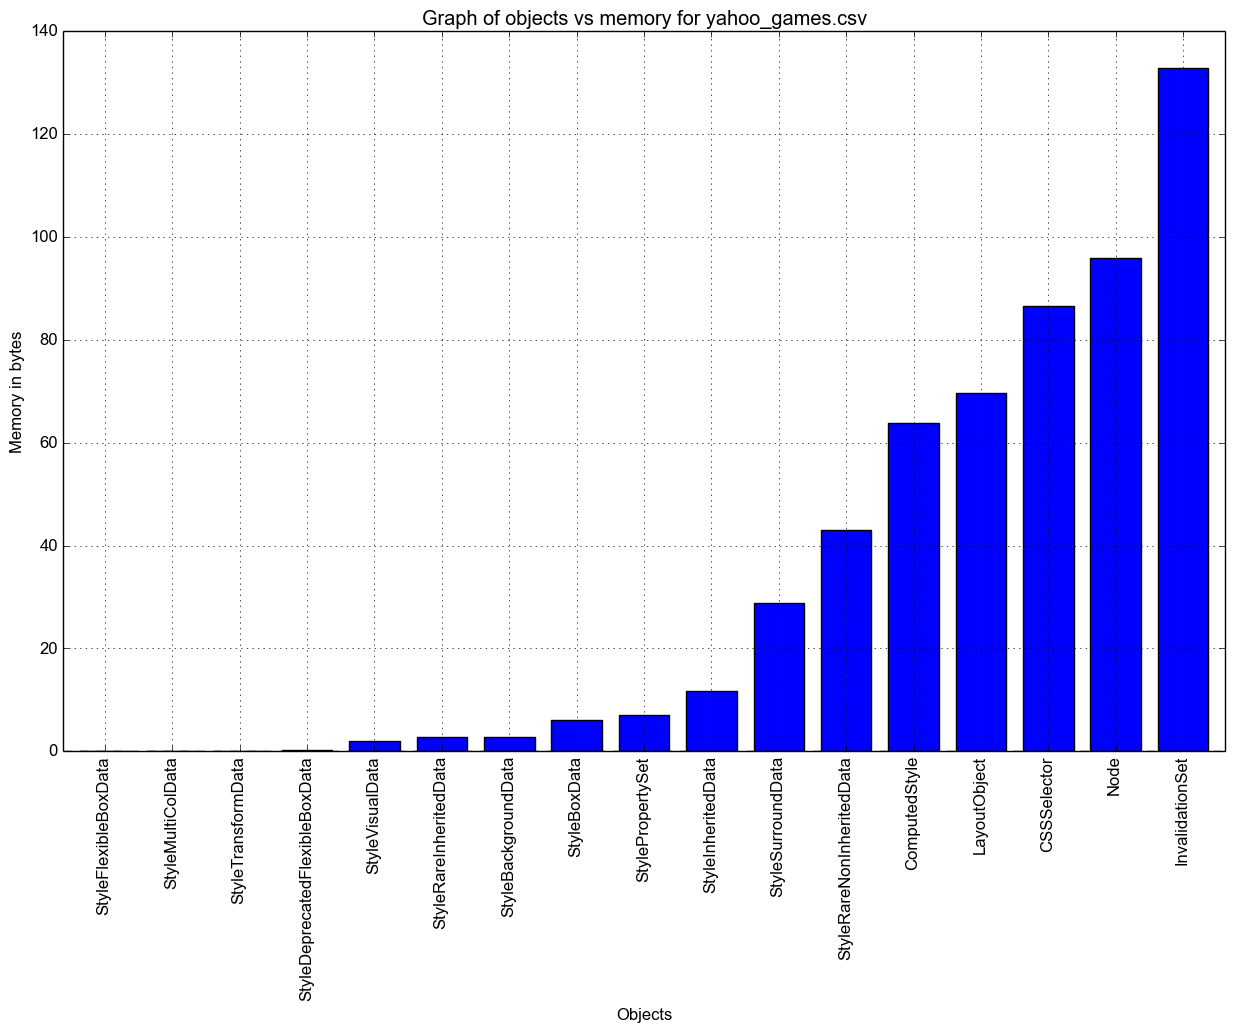 Graph of objects vs memory for yahoo_games.csv
140
120
100
80
60
40
20
0
Memory in bytes
StyleFlexibleBoxData
StyleMultiColData
StyleTransformData
StyleDeprecatedFlexibleBoxData
StyleVisualData
StyleRareInheritedData
StyleBackgroundData
StyleBoxData
StylePropertySet
StyleInheritedData
StyleSurroundData
StyleRareNonInheritedData
ComputedStyle
LayoutObject
CSSSelector
Node
InvalidationSet
Objects